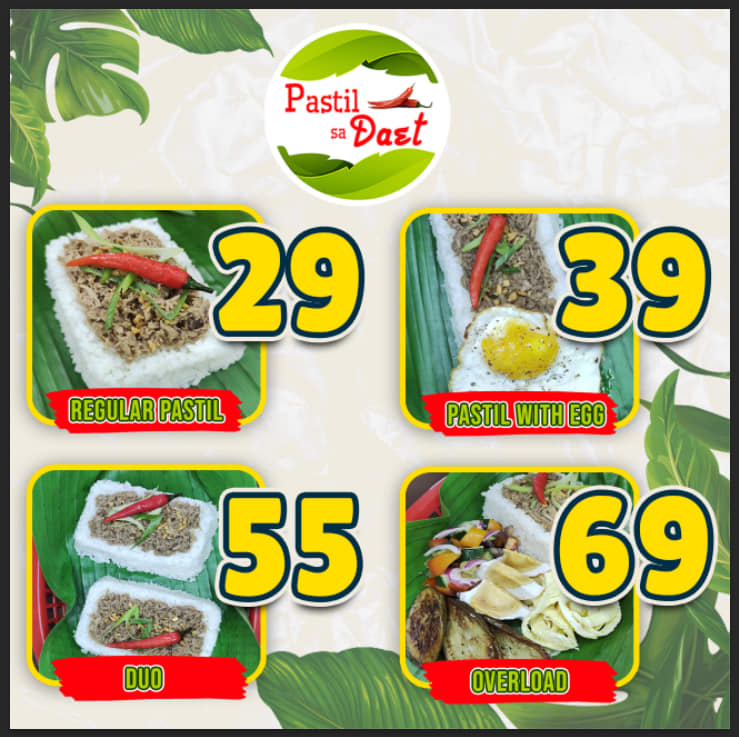 Pastil
sa Daet
29
REGULAR PASTIL
39
PASTIL WITH EGG
55
DUO
69
OVERLOAD